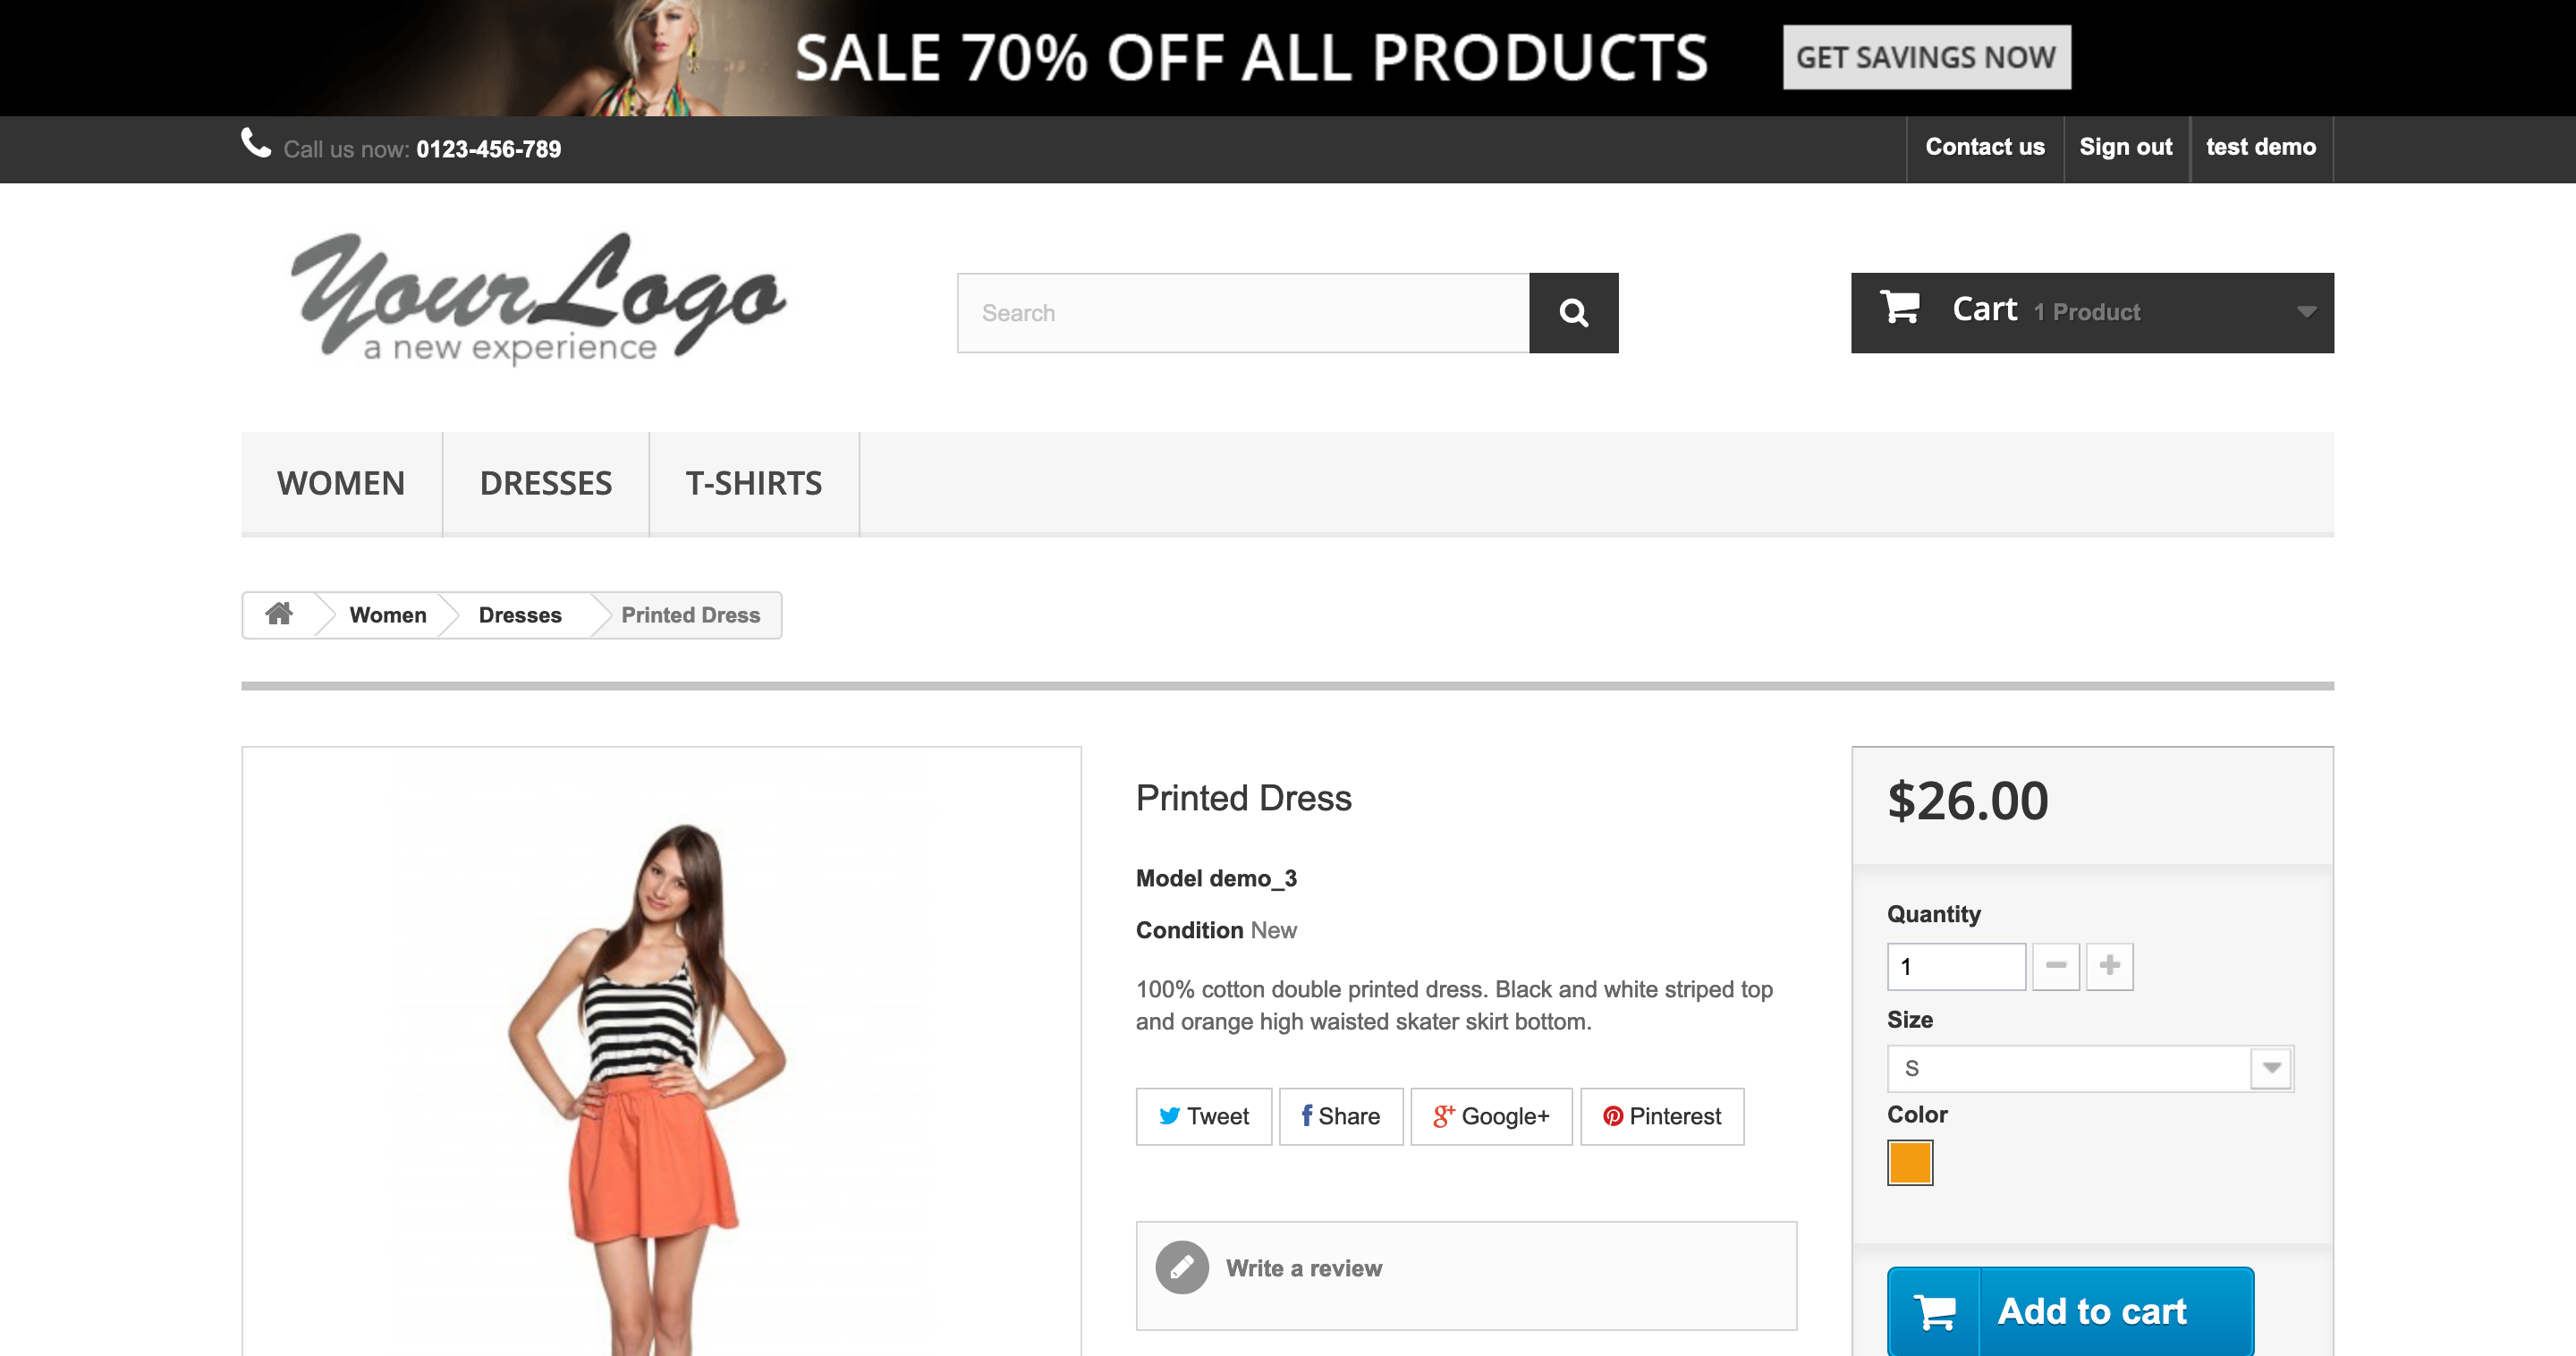 SALE 70% OFF ALL PRODUCTS GET SAVINGS NOW
Call us now: 0123-456-789 Contact us Sign out test demo
YourLogo
a new experience
Search
Cart 1 Product
WOMEN DRESSES T-SHIRTS
Women Dresses Printed Dress
Printed Dress
Model demo_3
Condition New
100% cotton double printed dress. Black and white striped top
and orange high waisted skater skirt bottom.
Tweet Share Google+ Pinterest
Write a review
$26.00
Quantity
1
Size
S
Color
Add to cart